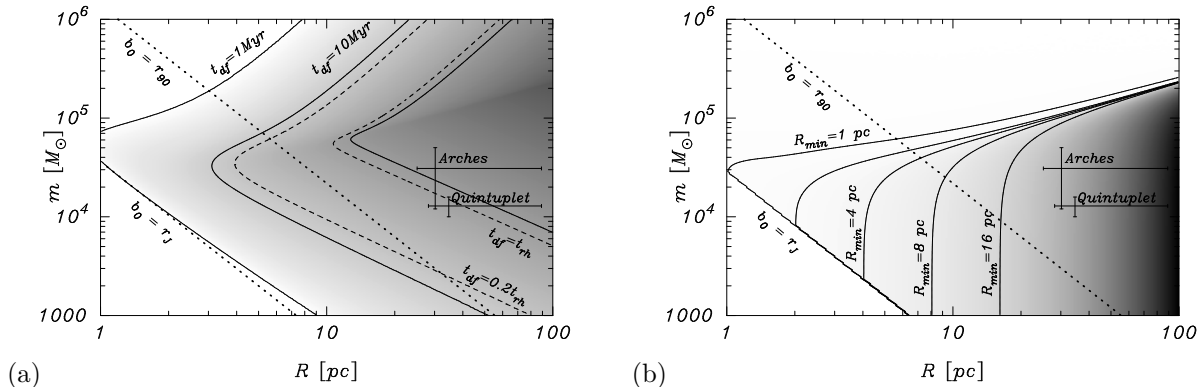 10^6
10^5
10^4
1000
m [M_⊙]
b_0 = r_90
t_df=1Myr
t_df=10Myr
Arches
Quintuplet
t_df=t_rh
t_df=0.2t_rh
b_0 = r_J
1
10
100
R [pc]
(a)
10^6
10^5
10^4
1000
m [M_⊙]
b_0 = r_90
R_min=1 pc
Arches
Quintuplet
R_min=4 pc
R_min=8 pc
R_min=16 pc
b_0 = r_J
1
10
100
R [pc]
(b)